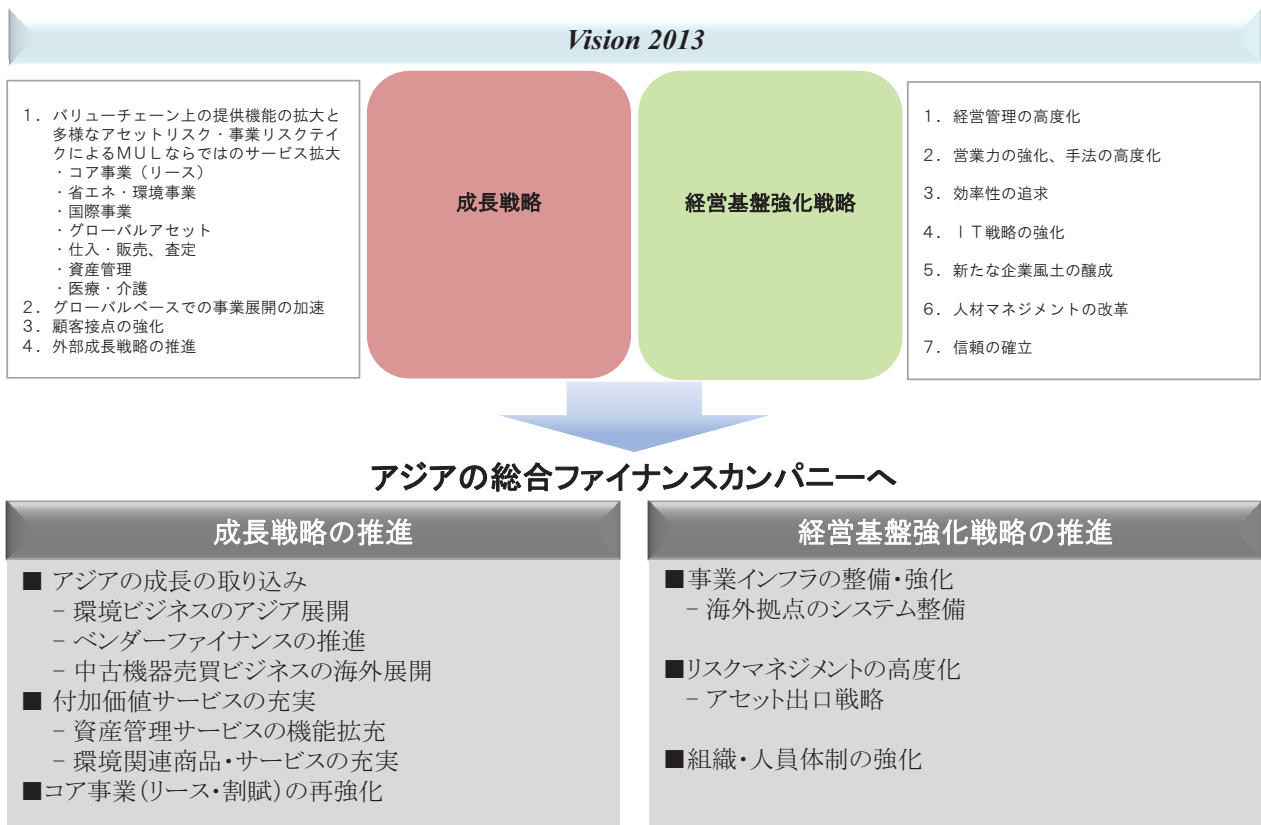 Vision 2013
1．バリューチェーン上の提供機能の拡大と
多様なアセットリスク・事業リスクテイ
クによるＭＵＬならではのサービス拡大
・コア事業（リース）
・省エネ・環境事業
・国際事業
・グローバルアセット
・仕入・販売、査定
・資産管理
・医療・介護
2．グローバルベースでの事業展開の加速
3．顧客接点の強化
4．外部成長戦略の推進
成長戦略
経営基盤強化戦略
1．経営管理の高度化
2．営業力の強化、手法の高度化
3．効率性の追求
4．ＩＴ戦略の強化
5．新たな企業風土の醸成
6．人材マネジメントの改革
7．信頼の確立
アジアの総合ファイナンスカンパニーへ
成長戦略の推進
■ アジアの成長の取り込み
− 環境ビジネスのアジア展開
− ベンダーファイナンスの推進
− 中古機器売買ビジネスの海外展開
■ 付加価値サービスの充実
− 資産管理サービスの機能拡充
− 環境関連商品・サービスの充実
■コア事業（リース・割賦）の再強化
経営基盤強化戦略の推進
■事業インフラの整備・強化
− 海外拠点のシステム整備
■リスクマネジメントの高度化
− アセット出口戦略
■組織・人員体制の強化